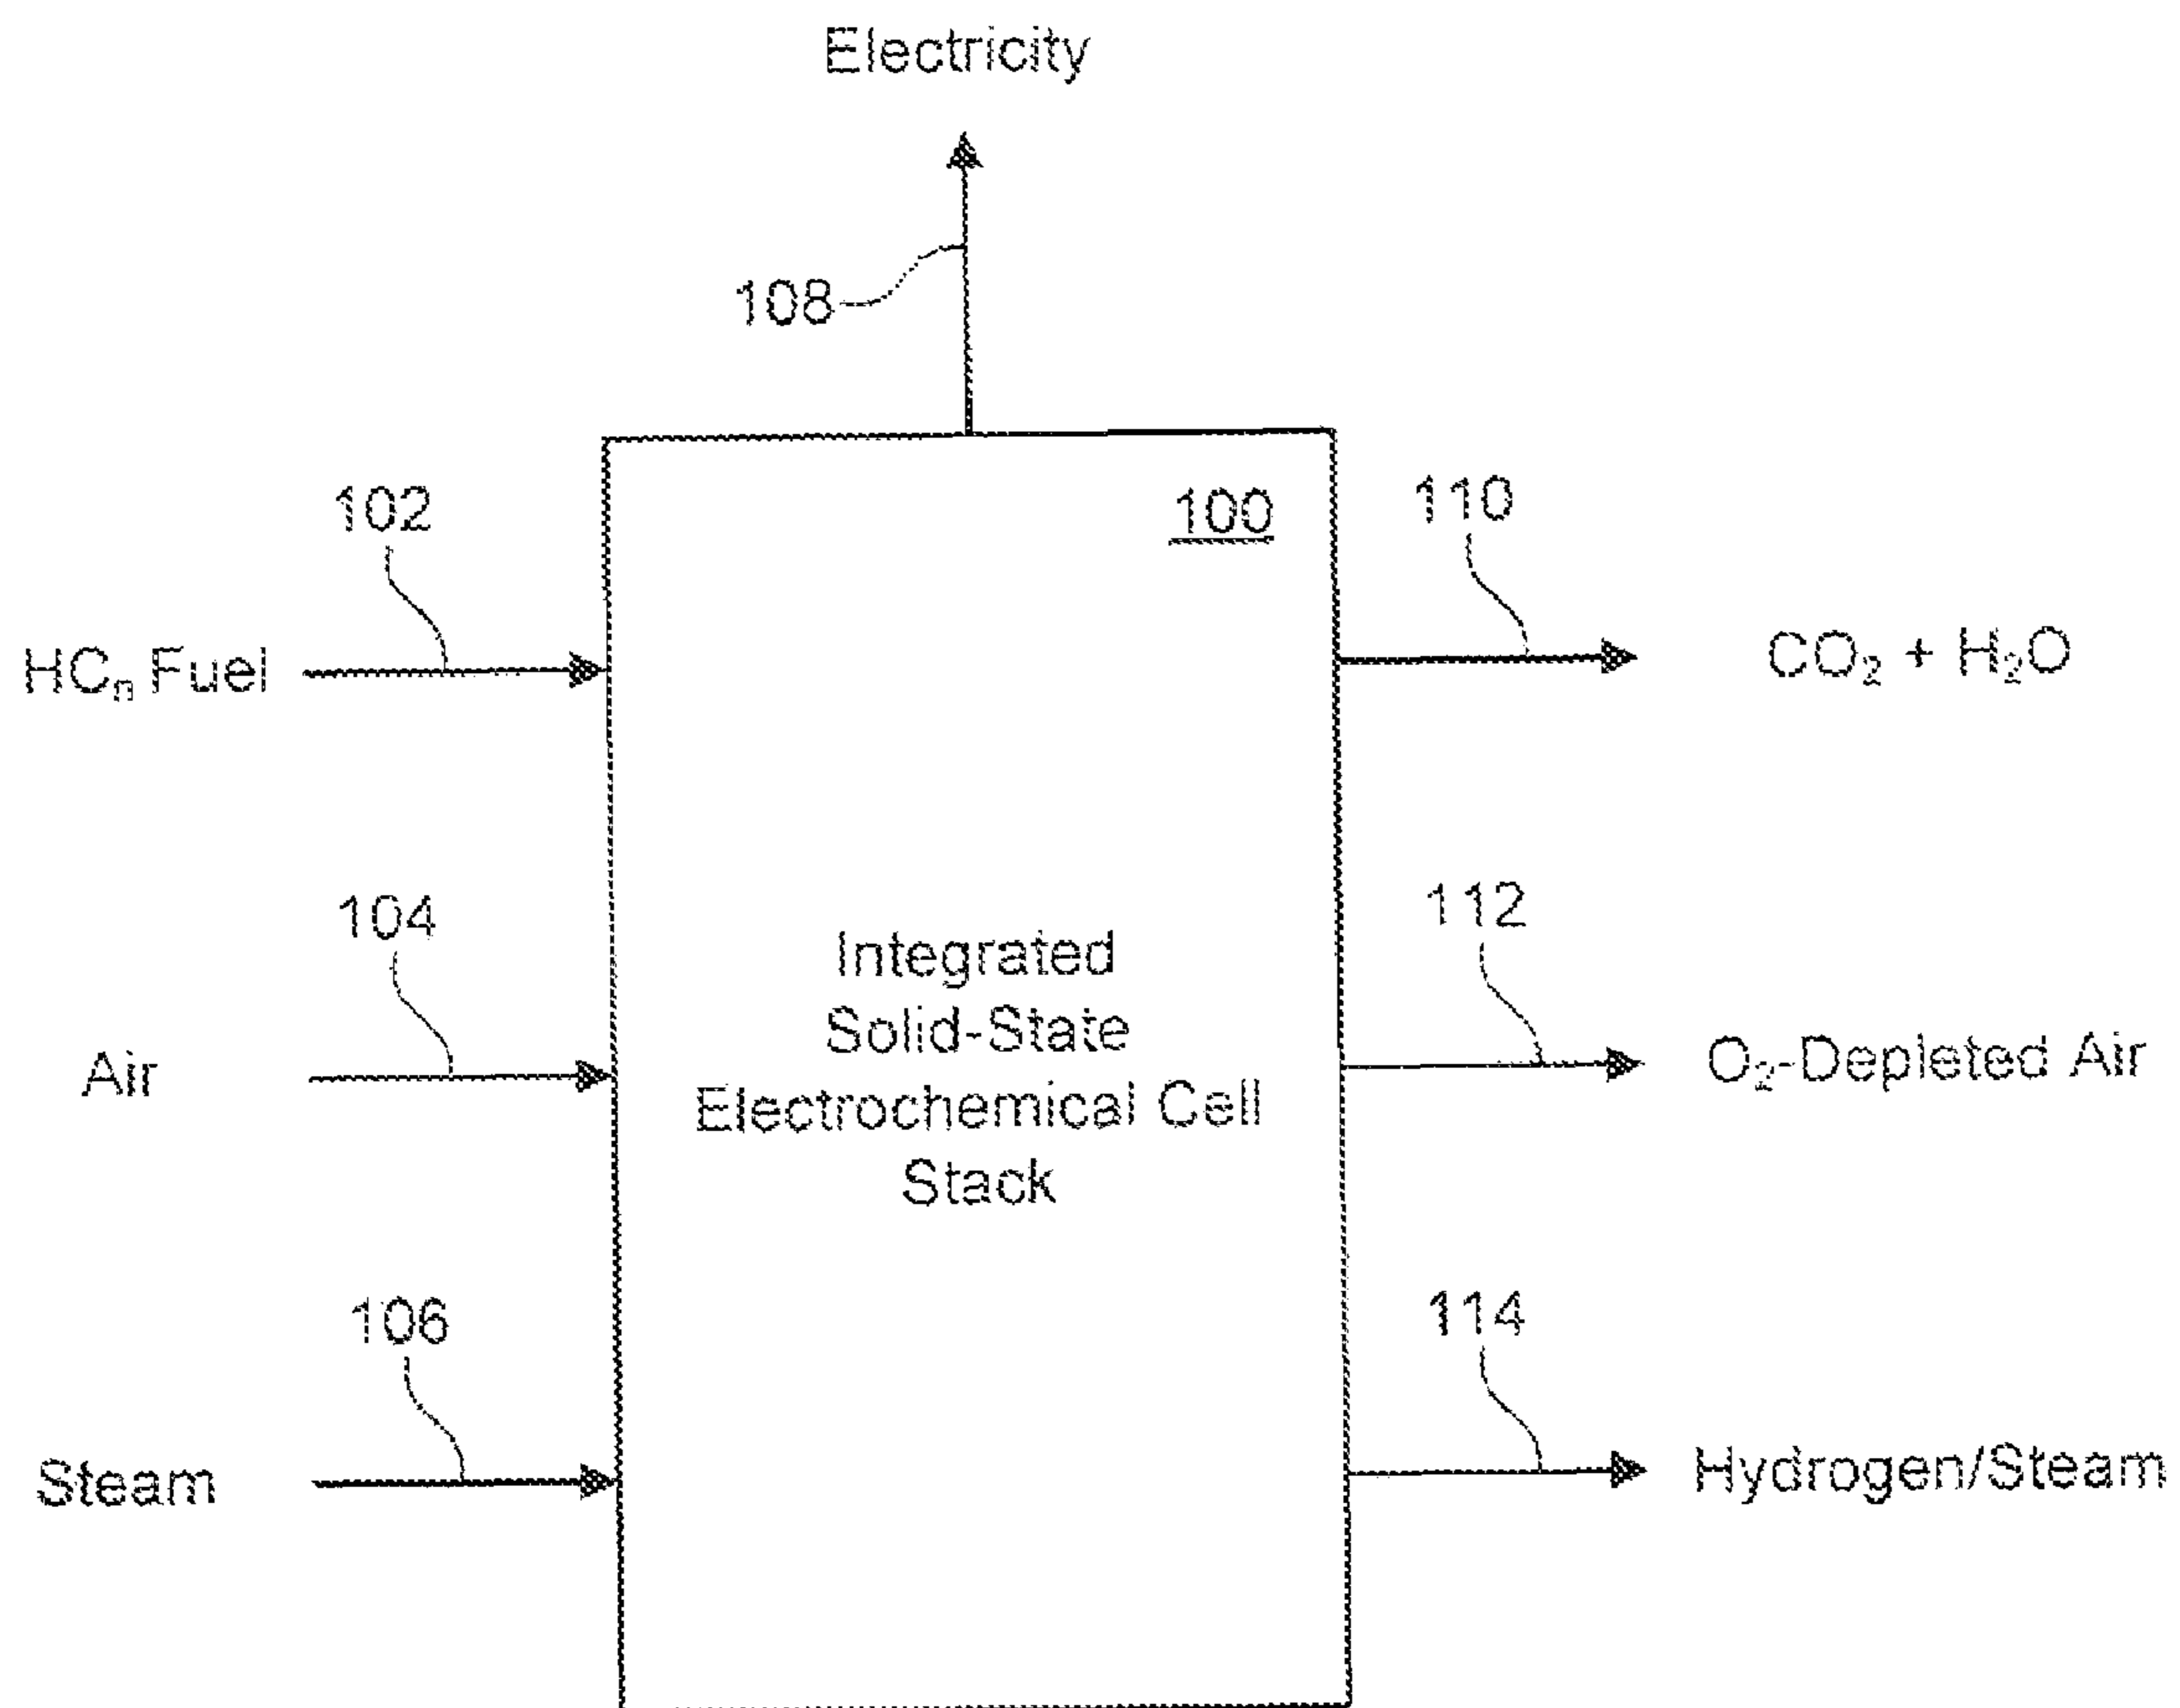 Electricity
108
102
100
110
HCₙ Fuel
CO₂ + H₂O
104
112
Integrated
Solid-State
Electrochemical Cell
Stack
Air
O₂-Depleted Air
106
114
Steam
Hydrogen/Steam